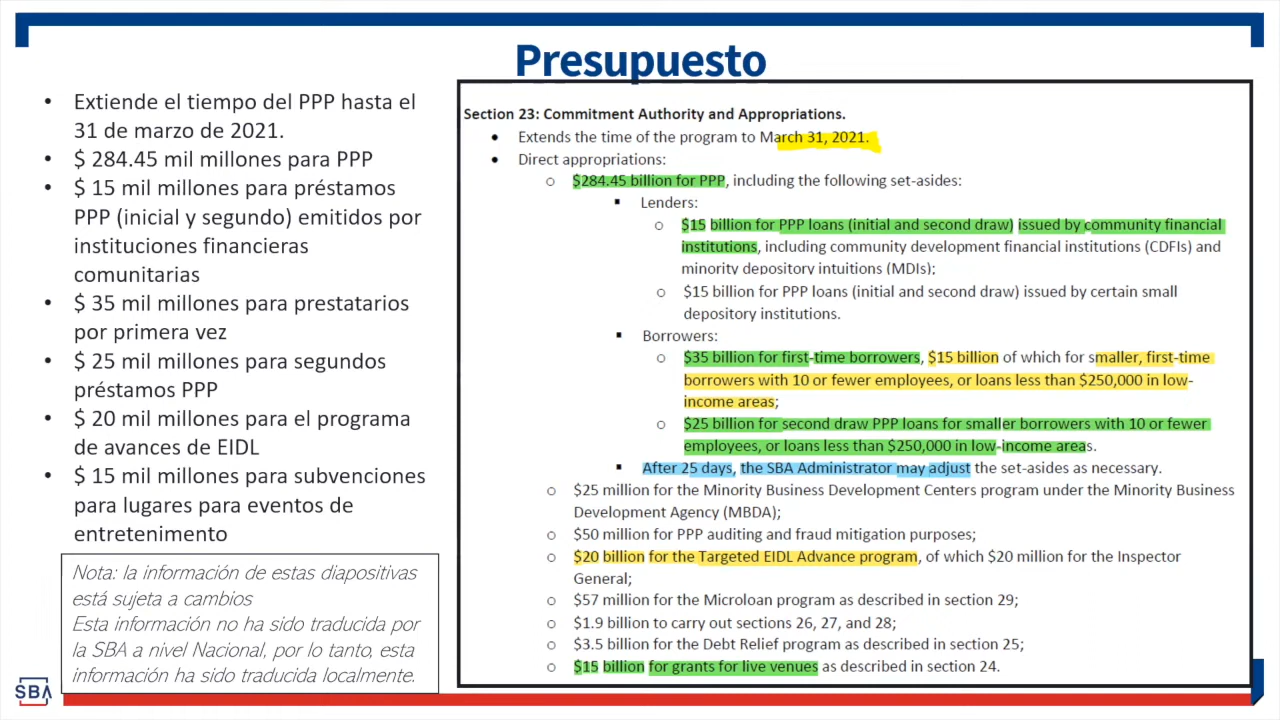 Presupuesto
• Extiende el tiempo del PPP hasta el
31 de marzo de 2021.
• $ 284.45 mil millones para PPP
• $ 15 mil millones para préstamos
PPP (inicial y segundo) emitidos por
instituciones financieras
comunitarias
• $ 35 mil millones para prestatarios
por primera vez
• $ 25 mil millones para segundos
préstamos PPP
• $ 20 mil millones para el programa
de avances de EIDL
• $ 15 mil millones para subvenciones
para lugares para eventos de
entretenimiento
Nota: la información de estas diapositivas
está sujeta a cambios
Esta información no ha sido traducida por
la SBA a nivel Nacional, por lo tanto, esta
información ha sido traducida localmente.
SBA
Section 23: Commitment Authority and Appropriations.
• Extends the time of the program to March 31, 2021.
• Direct appropriations:
o $284.45 billion for PPP, including the following set-asides:
▪ Lenders:
o $15 billion for PPP loans (initial and second draw) issued by community financial
institutions, including community development financial institutions (CDFIs) and
minority depository intuitions (MDIs);
o $15 billion for PPP loans (initial and second draw) issued by certain small
depository institutions.
▪ Borrowers:
o $35 billion for first-time borrowers, $15 billion of which for smaller, first-time
borrowers with 10 or fewer employees, or loans less than $250,000 in low-
income areas;
o $25 billion for second draw PPP loans for smaller borrowers with 10 or fewer
employees, or loans less than $250,000 in low-income areas.
▪ After 25 days, the SBA Administrator may adjust the set-asides as necessary.
o $25 million for the Minority Business Development Centers program under the Minority Business
Development Agency (MBDA);
o $50 million for PPP auditing and fraud mitigation purposes;
o $20 billion for the Targeted EIDL Advance program, of which $20 million for the Inspector
General;
o $57 million for the Microloan program as described in section 29;
o $1.9 billion to carry out sections 26, 27, and 28;
o $3.5 billion for the Debt Relief program as described in section 25;
o $15 billion for grants for live venues as described in section 24.